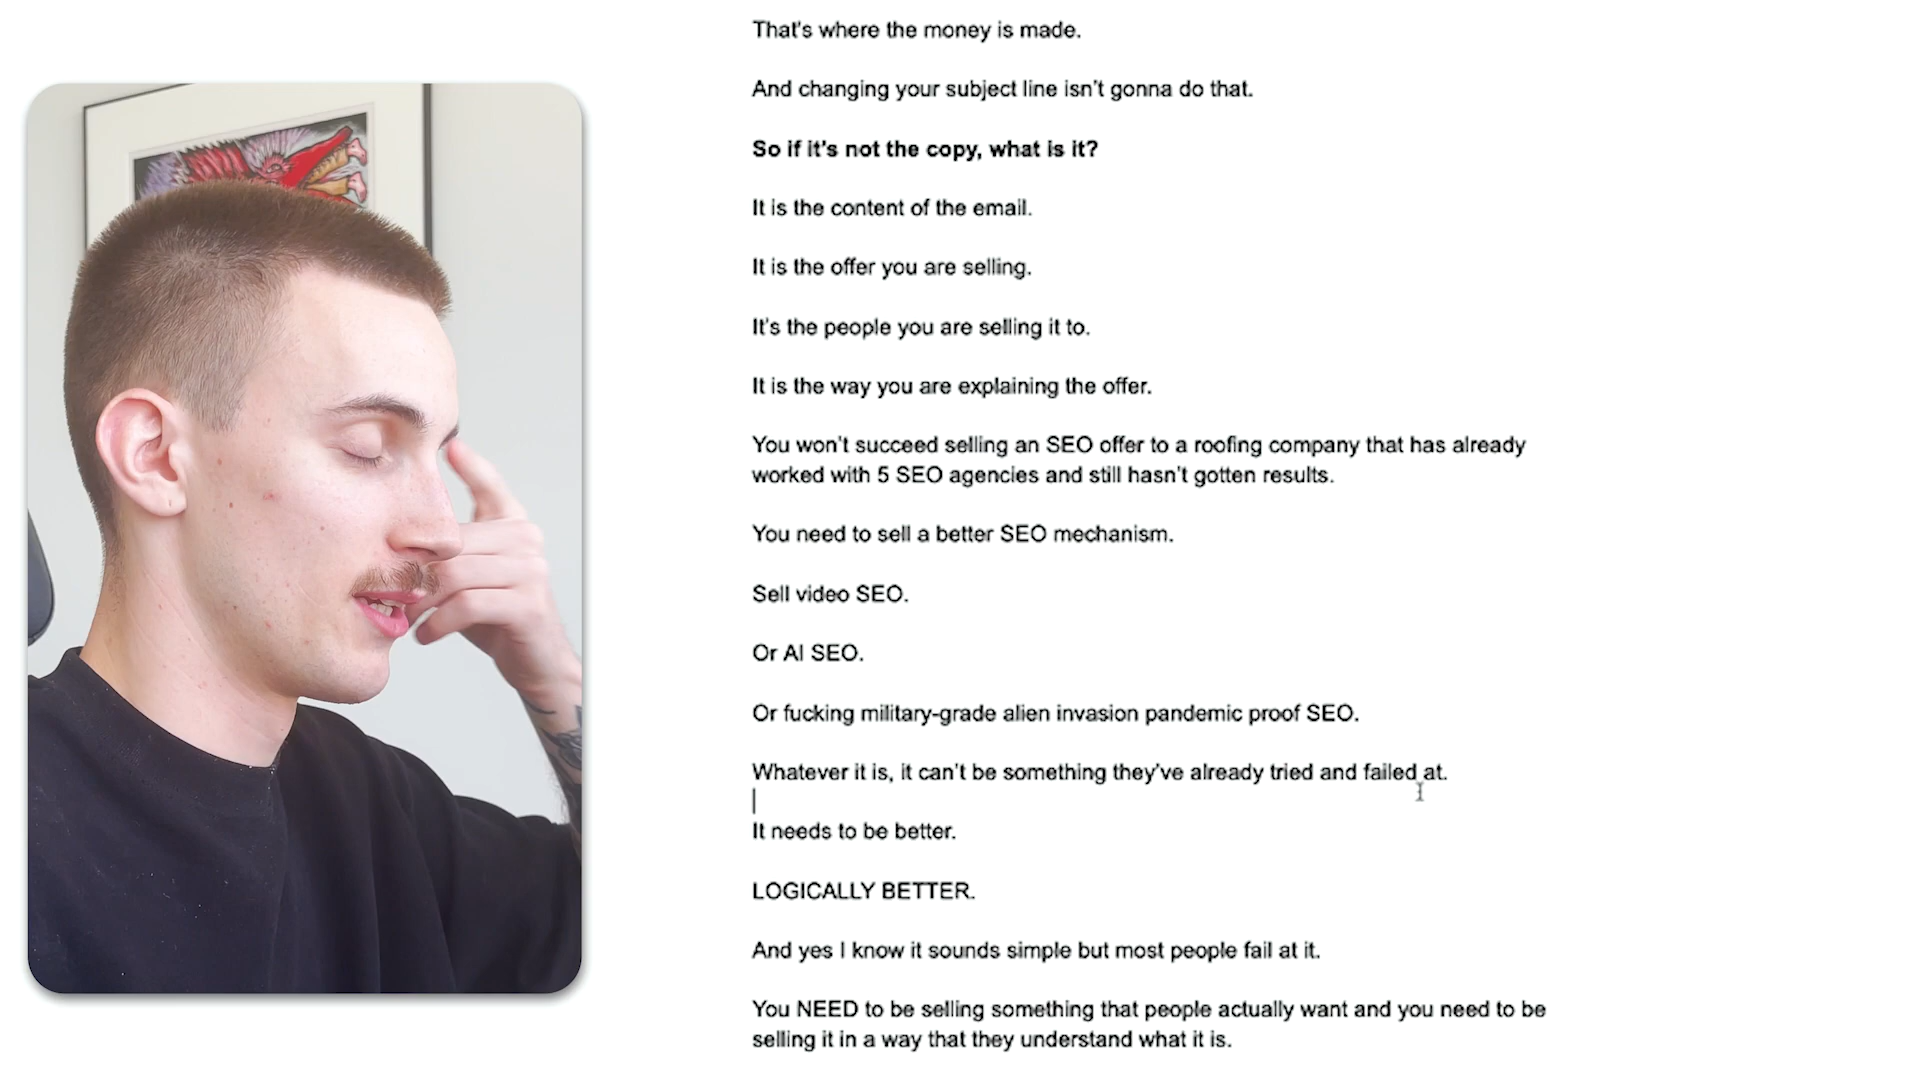 That's where the money is made.
And changing your subject line isn't gonna do that.
So if it's not the copy, what is it?
It is the content of the email.
It is the offer you are selling.
It's the people you are selling it to.
It is the way you are explaining the offer.
You won't succeed selling an SEO offer to a roofing company that has already
worked with 5 SEO agencies and still hasn't gotten results.
You need to sell a better SEO mechanism.
Sell video SEO.
Or AI SEO.
Or fucking military-grade alien invasion pandemic proof SEO.
Whatever it is, it can't be something they've already tried and failed at.
It needs to be better.
LOGICALLY BETTER.
And yes I know it sounds simple but most people fail at it.
You NEED to be selling something that people actually want and you need to be
selling it in a way that they understand what it is.